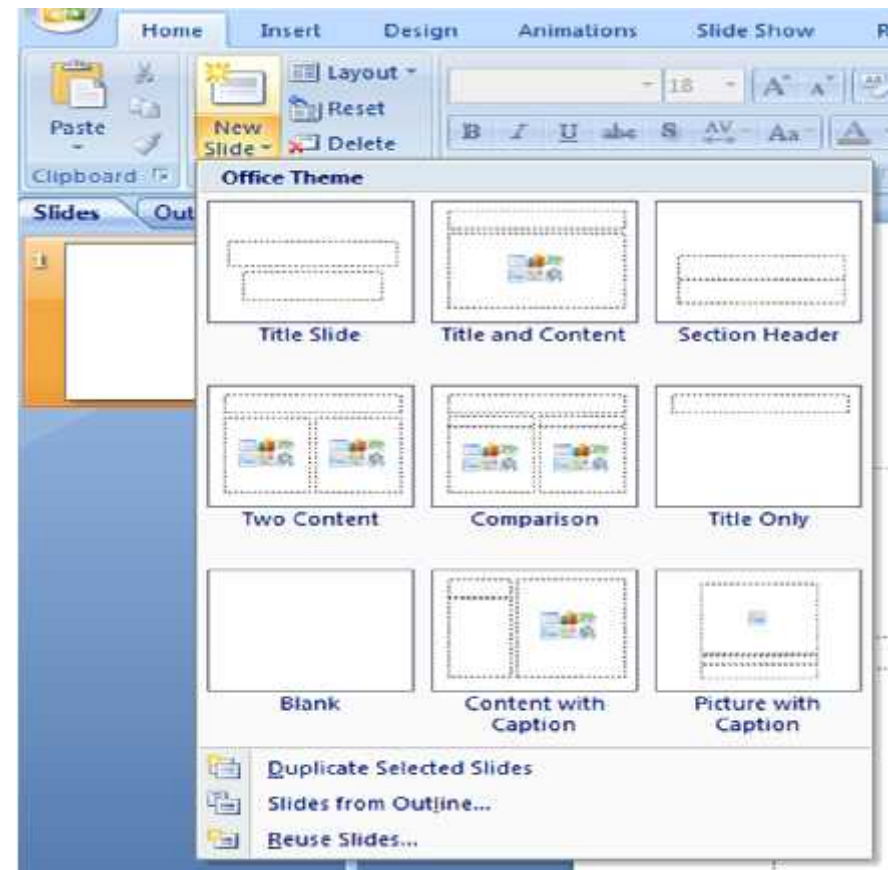 Home Insert Design Animations Slide Show R
Layout
Reset
Delete
Paste
New
Slide
18 A A
B I U abe S AV Aa A
Clipboard
Slides Out
1
Office Theme
Title Slide Title and Content Section Header
Two Content Comparison Title Only
Blank Content with Picture with
Caption Caption
Duplicate Selected Slides
Slides from Outline...
Reuse Slides...